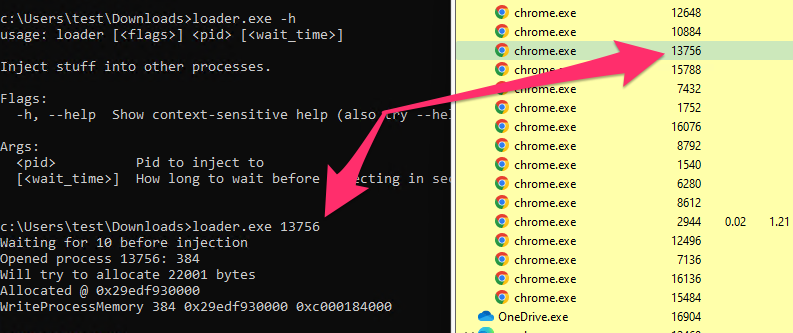 c:\Users\test\Downloads>loader.exe -h
usage: loader [<flags>] <pid> [<wait_time>]
Inject stuff into other processes.
Flags:
-h, --help  Show context-sensitive help (also try --hel
Args:
<pid>        Pid to inject to
[<wait_time>]  How long to wait before  ecting in sec
c:\Users\test\Downloads>loader.exe 13756
Waiting for 10 before injection
Opened process 13756: 384
Will try to allocate 22001 bytes
Allocated @ 0x29edf930000
WriteProcessMemory 384 0x29edf930000 0xc000184000
chrome.exe 12648
chrome.exe 10884
chrome.exe 13756
chrome.exe 15788
chrome.exe 7432
chrome.exe 1752
chrome.exe 16076
chrome.exe 8792
chrome.exe 1540
chrome.exe 6280
chrome.exe 8612
chrome.exe 2944 0.02 1.21
chrome.exe 12496
chrome.exe 7136
chrome.exe 16136
chrome.exe 15484
OneDrive.exe 16904